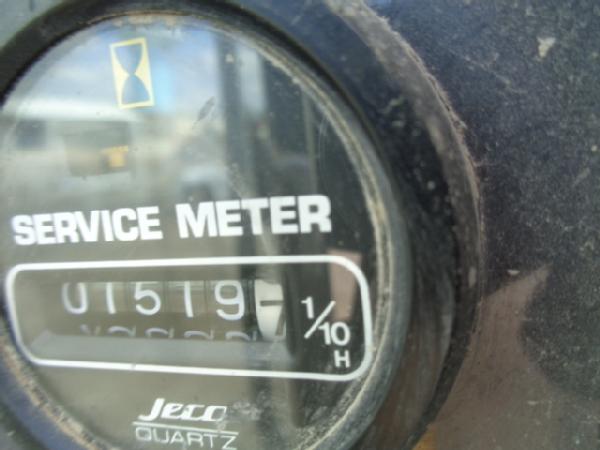 SERVICE METER
01519
1/10
H
Jeco
QUARTZ